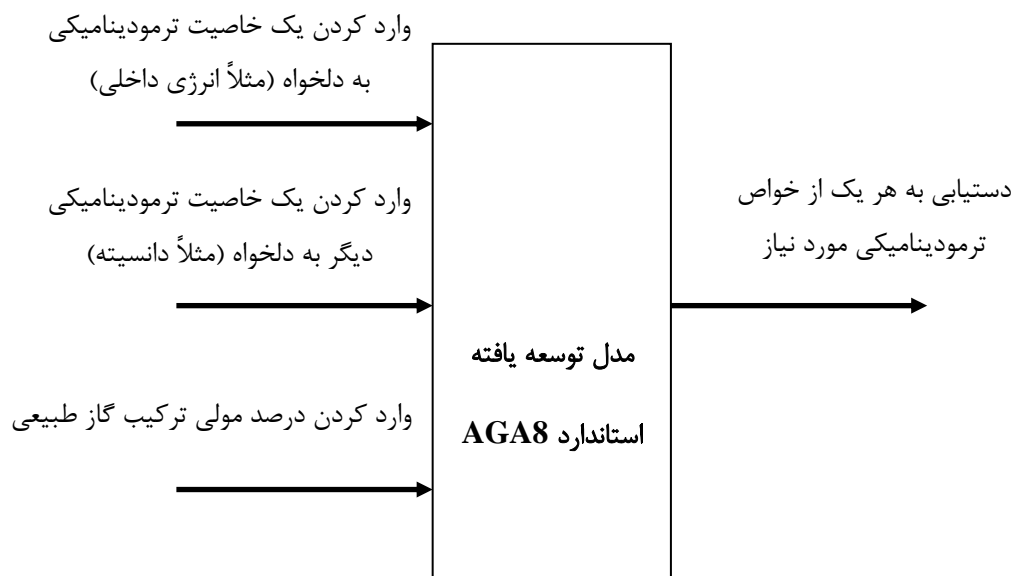 وارد کردن یک خاصیت ترمودینامیکی
به دلخواه (مثلاً انرژی داخلی)
وارد کردن یک خاصیت ترمودینامیکی
دیگر به دلخواه (مثلاً دانسیته)
وارد کردن درصد مولی ترکیب گاز طبیعی
مدل توسعه یافته
استاندارد AGA8
دستیابی به هر یک از خواص
ترمودینامیکی مورد نیاز